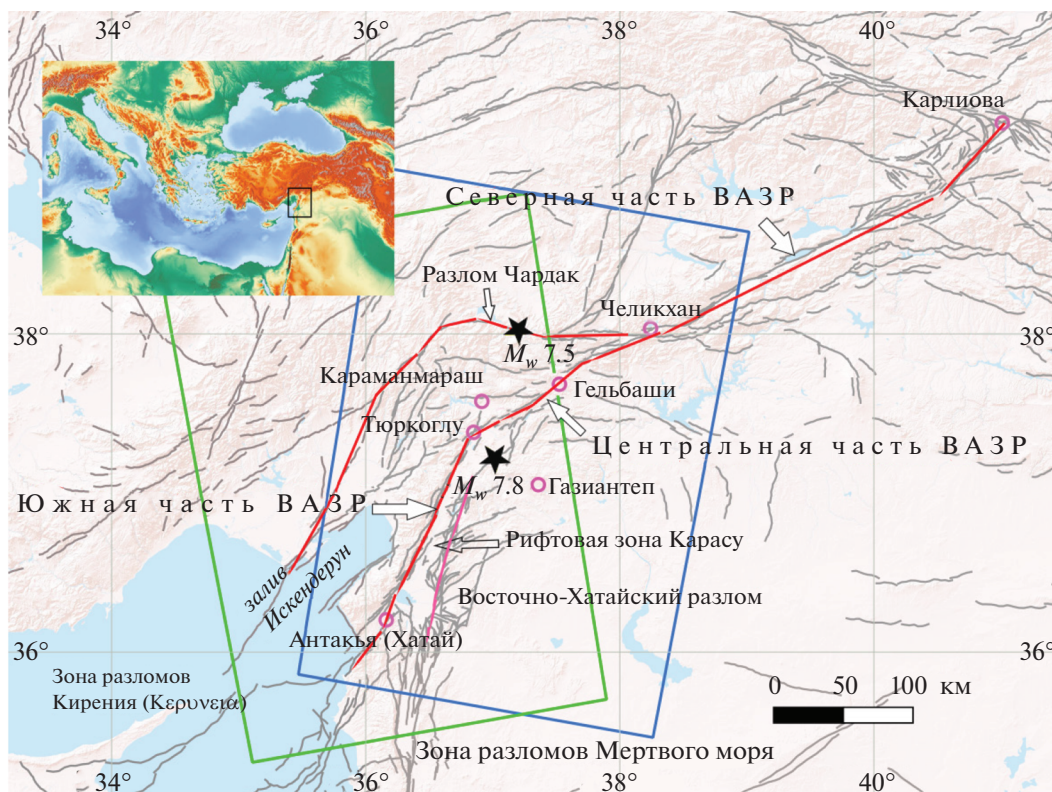 34°
36°
38°
40°
Карлиова
Северная часть ВАЗР
Разлом Чардак
Челикхан
38°
38°
Mw 7.5
Караманмараш
Гельбаши
Тюркоглу
Центральная часть ВАЗР
Южная часть ВАЗР
Mw 7.8
Газиантеп
Рифтовая зона Карасу
залив
Искендерун
Восточно-Хатайский разлом
Антакья (Хатай)
36°
36°
Зона разломов
Кирения (Κερυνεια)
0 50 100 км
Зона разломов Мертвого моря
34°
36°
38°
40°